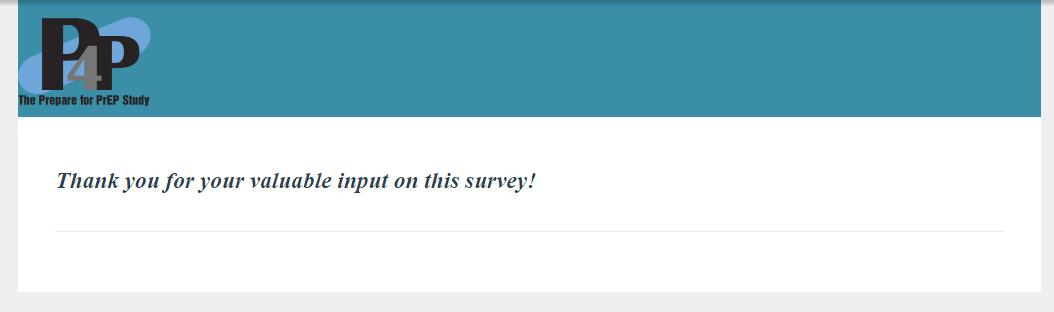 P4P
The Prepare for PrEP Study
Thank you for your valuable input on this survey!